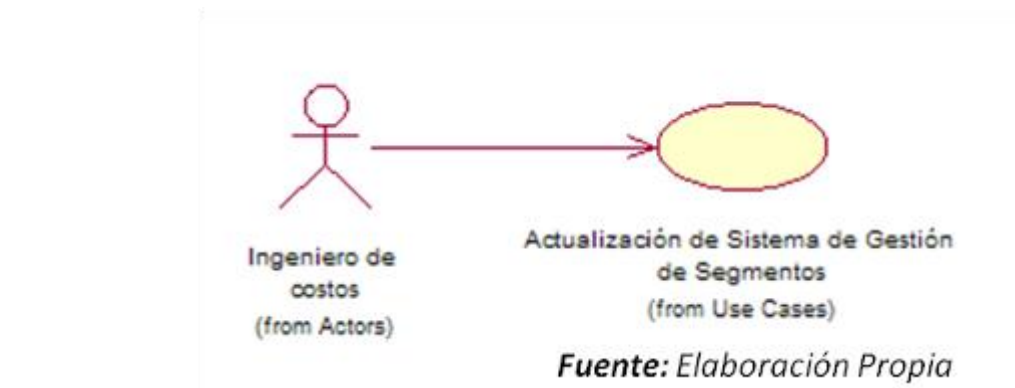 Ingeniero de
costos
(from Actors)
Actualización de Sistema de Gestión
de Segmentos
(from Use Cases)
Fuente: Elaboración Propia